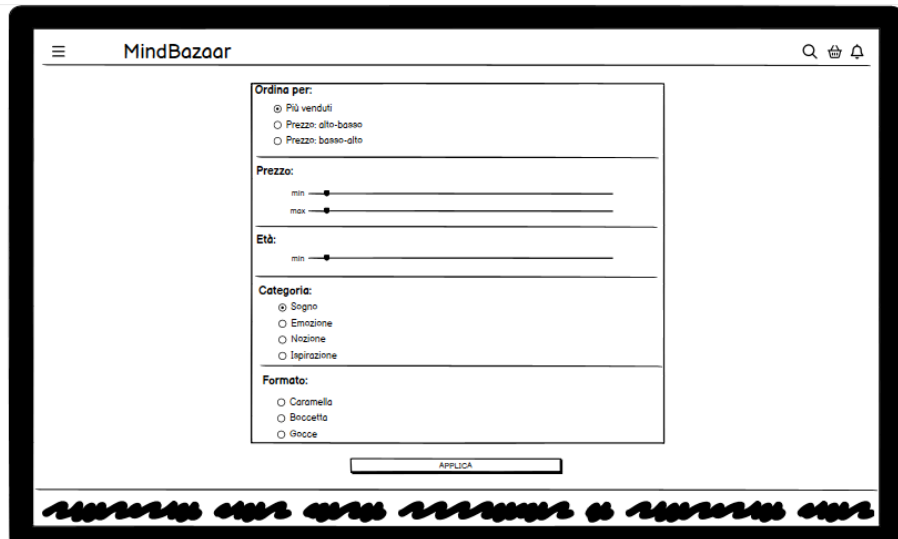 MindBazaar
Ordina per:
Più venduti
Prezzo: alto-basso
Prezzo: basso-alto
Prezzo:
min
max
Età:
min
Categoria:
Sogno
Emozione
Nozione
Ispirazione
Formato:
Caramella
Boccetta
Gocce
APPLICA